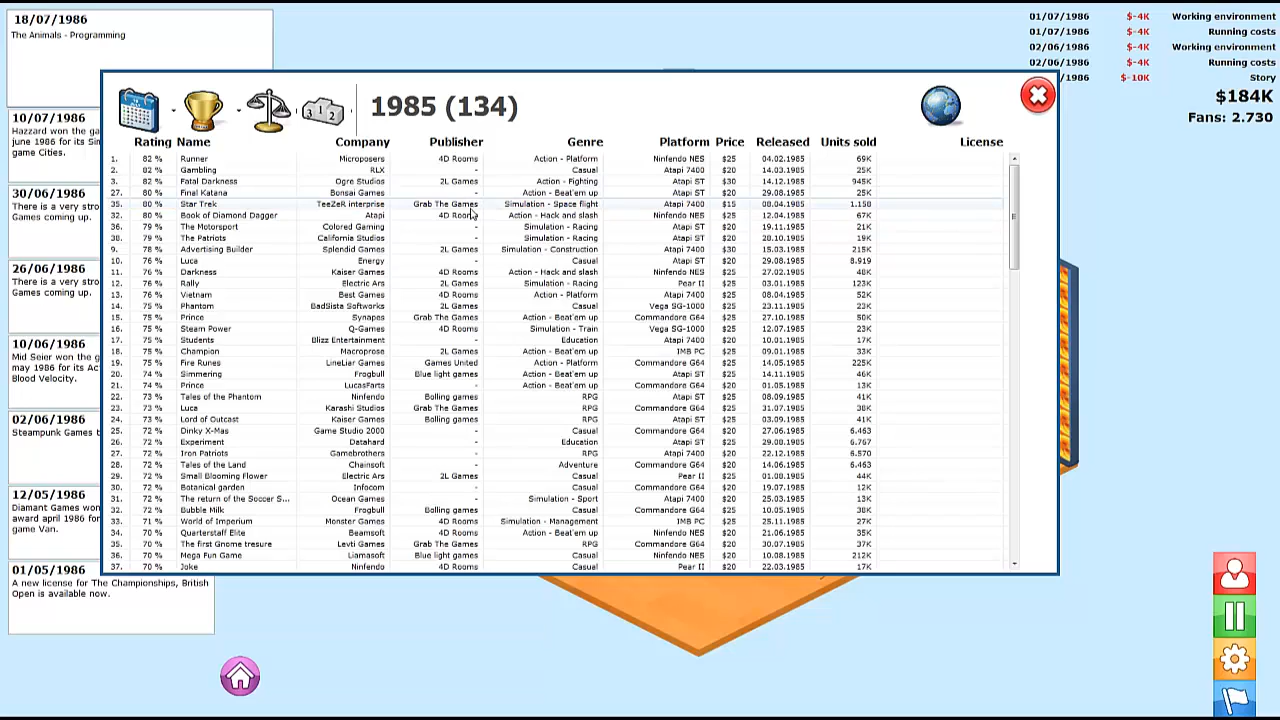 18/07/1986
The Animals - Programming
10/07/1986
Hazzard won the ga
june 1986 for its Sin
game Cities.
30/06/1986
There is a very stro
Games coming up.
26/06/1986
There is a very stro
Games coming up.
10/06/1986
Mid Seier won the g
may 1986 for its Ac
Blood Velocity.
02/06/1986
Steampunk Games t
12/05/1986
Diamant Games won
award april 1986 for
game Van.
01/05/1986
A new license for The Championships, British
Open is available now.
01/07/1986 $-4K Working environment
01/07/1986 $-4K Running costs
02/06/1986 $-4K Working environment
02/06/1986 $-4K Running costs
/1986 $-10K Story
$184K
Fans: 2.730
1985 (134)
Rating Name Company Publisher Genre Platform Price Released Units sold License
1. 82 % Runner Microposers 4D Rooms Action - Platform Ninfendo NES $25 04.02.1985 69K
2. 82 % Gambling RLX - Casual Atapi 7400 $20 14.03.1985 25K
3. 82 % Fatal Darkness Ogre Studios 2L Games Action - Fighting Atapi ST $30 14.12.1985 945K
27. 80 % Final Katana Bonsai Games - Action - Beat'em up Atapi ST $20 29.08.1985 25K
35. 80 % Star Trek TeeZeR interprise Grab The Games Simulation - Space flight Atapi 7400 $15 08.04.1985 1.150
32. 80 % Book of Diamond Dagger Atapi 4D Rooms Action - Hack and slash Ninfendo NES $25 12.04.1985 67K
36. 79 % The Motorsport Colored Gaming - Simulation - Racing Atapi ST $20 19.11.1985 21K
38. 79 % The Patriots California Studios - Simulation - Racing Atapi ST $20 28.10.1985 19K
9. 78 % Advertising Builder Splendid Games 2L Games Simulation - Construction Atapi 7400 $30 15.03.1985 215K
10. 76 % Luca Energy - Casual Atapi ST $20 29.08.1985 8.919
11. 76 % Darkness Kaiser Games 4D Rooms Action - Hack and slash Ninfendo NES $25 27.02.1985 48K
12. 76 % Rally Electric Ars 2L Games Simulation - Racing Pear II $25 03.01.1985 123K
13. 76 % Vietnam Best Games 4D Rooms Action - Platform Atapi 7400 $25 08.04.1985 52K
14. 75 % Phantom BadSlista Softworks 2L Games Casual Vega SG-1000 $25 23.11.1985 23K
15. 75 % Prince Synapes Grab The Games Action - Beat'em up Commandore G64 $25 27.10.1985 50K
16. 75 % Steam Power Q-Games 4D Rooms Simulation - Train Vega SG-1000 $25 12.07.1985 23K
17. 75 % Students Blizz Entertainment - Education Atapi 7400 $20 10.01.1985 17K
18. 75 % Champion Macroprose 2L Games Action - Beat'em up IMB PC $25 09.01.1985 33K
19. 75 % Fire Runes LineLiar Games Games United Action - Platform Commandore G64 $25 14.05.1985 225K
20. 74 % Simmering Frogbull Blue light games Action - Beat'em up Atapi ST $25 14.11.1985 46K
21. 74 % Prince LucasFarts - Action - Beat'em up Commandore G64 $20 01.05.1985 13K
22. 73 % Tales of the Phantom Ninfendo Bolling games RPG Atapi ST $25 02.09.1985 41K
23. 73 % Luca Karashi Studios Grab The Games RPG Commandore G64 $25 31.07.1985 38K
24. 73 % Lord of Outcast Kaiser Games Bolling games RPG Atapi ST $25 03.09.1985 41K
25. 72 % Dinky X-Mas Game Studio 2000 - Casual Commandore G64 $20 27.06.1985 6.463
26. 72 % Experiment Datahard - Education Atapi ST $25 29.08.1985 6.767
27. 72 % Iron Patriots Gamebrothers - RPG Atapi 7400 $20 22.12.1985 6.570
28. 72 % Tales of the Land Chainsoft - Adventure Commandore G64 $20 14.06.1985 6.463
29. 72 % Small Blooming Flower Electric Ars 2L Games Casual Pear II $25 01.08.1985 44K
30. 72 % Botanical garden Infocom - Casual Commandore G64 $20 19.07.1985 12K
31. 72 % The return of the Soccer S... Ocean Games - Simulation - Sport Atapi 7400 $20 25.03.1985 13K
32. 72 % Bubble Milk Frogbull Bolling games Casual Commandore G64 $25 10.05.1985 38K
33. 71 % World of Imperium Monster Games 4D Rooms Simulation - Management IMB PC $25 25.11.1985 27K
34. 70 % Quarterstaff Elite Beamsoft 4D Rooms Action - Beat'em up Ninfendo NES $20 21.06.1985 35K
35. 70 % The first Gnome tresure Levti Games Grab The Games RPG Commandore G64 $20 30.07.1985 37K
36. 70 % Mega Fun Game Liamasoft Blue light games Casual Ninfendo NES $20 10.08.1985 212K
37. 70 % Joke Ninfendo 4D Rooms Casual Pear II $20 22.03.1985 17K